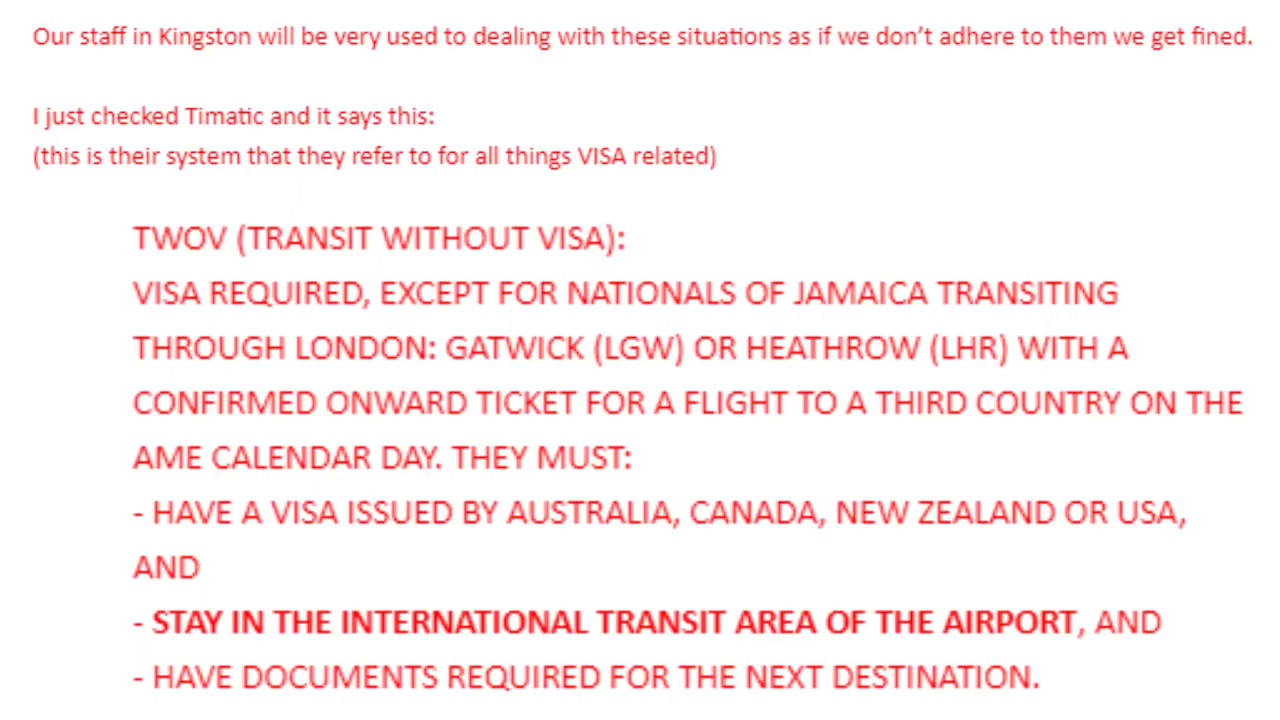 Our staff in Kingston will be very used to dealing with these situations as if we don't adhere to them we get fined.
I just checked Timatic and it says this:
(this is their system that they refer to for all things VISA related)
TWOV (TRANSIT WITHOUT VISA):
VISA REQUIRED, EXCEPT FOR NATIONALS OF JAMAICA TRANSITING
THROUGH LONDON: GATWICK (LGW) OR HEATHROW (LHR) WITH A
CONFIRMED ONWARD TICKET FOR A FLIGHT TO A THIRD COUNTRY ON THE
AME CALENDAR DAY. THEY MUST:
- HAVE A VISA ISSUED BY AUSTRALIA, CANADA, NEW ZEALAND OR USA,
AND
- STAY IN THE INTERNATIONAL TRANSIT AREA OF THE AIRPORT, AND
- HAVE DOCUMENTS REQUIRED FOR THE NEXT DESTINATION.